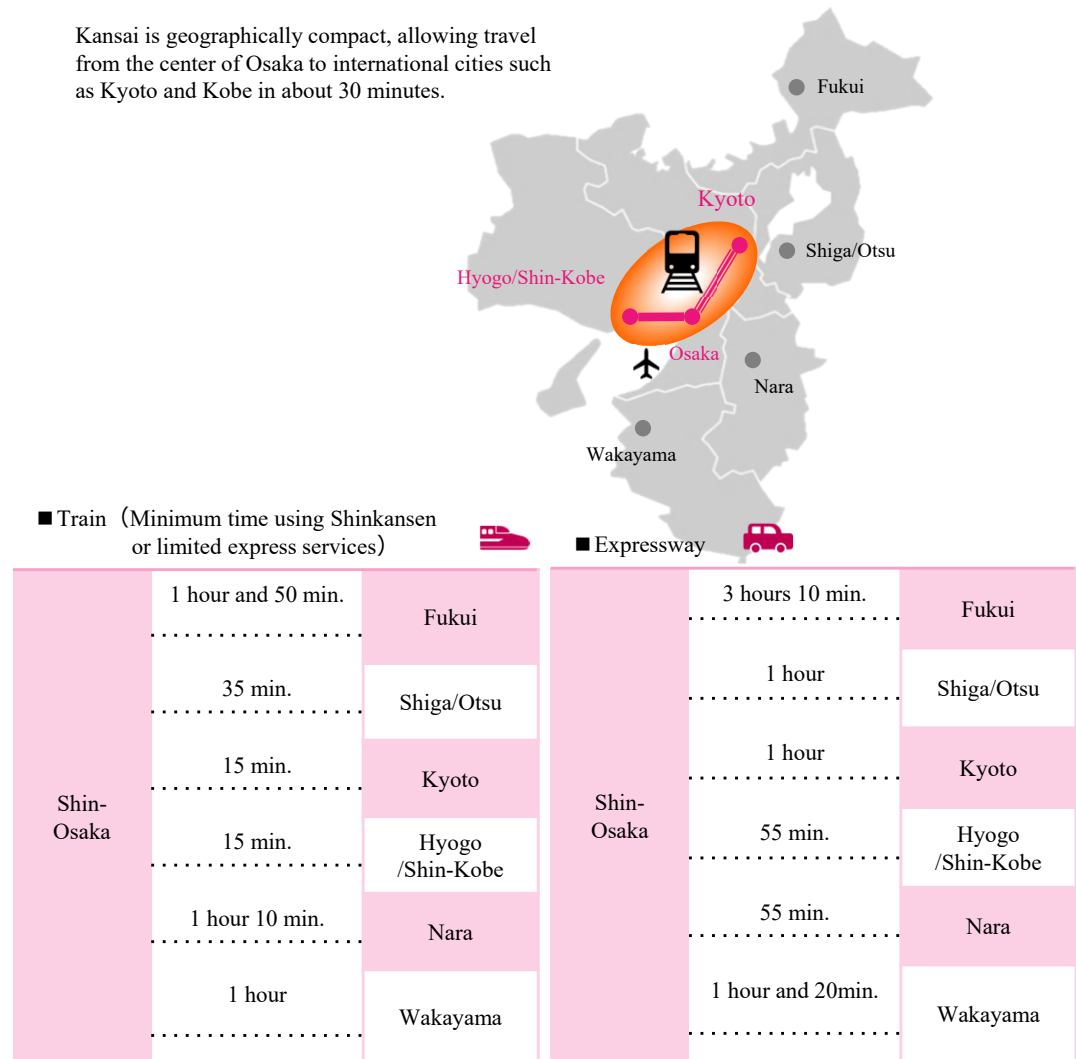 Kansai is geographically compact, allowing travel
from the center of Osaka to international cities such
as Kyoto and Kobe in about 30 minutes.
Fukui
Kyoto
Shiga/Otsu
Hyogo/Shin-Kobe
Osaka
Nara
Wakayama
■ Train（Minimum time using Shinkansen
or limited express services）
Shin-
Osaka
1 hour and 50 min.
Fukui
35 min.
Shiga/Otsu
15 min.
Kyoto
15 min.
Hyogo
/Shin-Kobe
1 hour 10 min.
Nara
1 hour
Wakayama
■ Expressway
Shin-
Osaka
3 hours 10 min.
Fukui
1 hour
Shiga/Otsu
1 hour
Kyoto
55 min.
Hyogo
/Shin-Kobe
55 min.
Nara
1 hour and 20min.
Wakayama